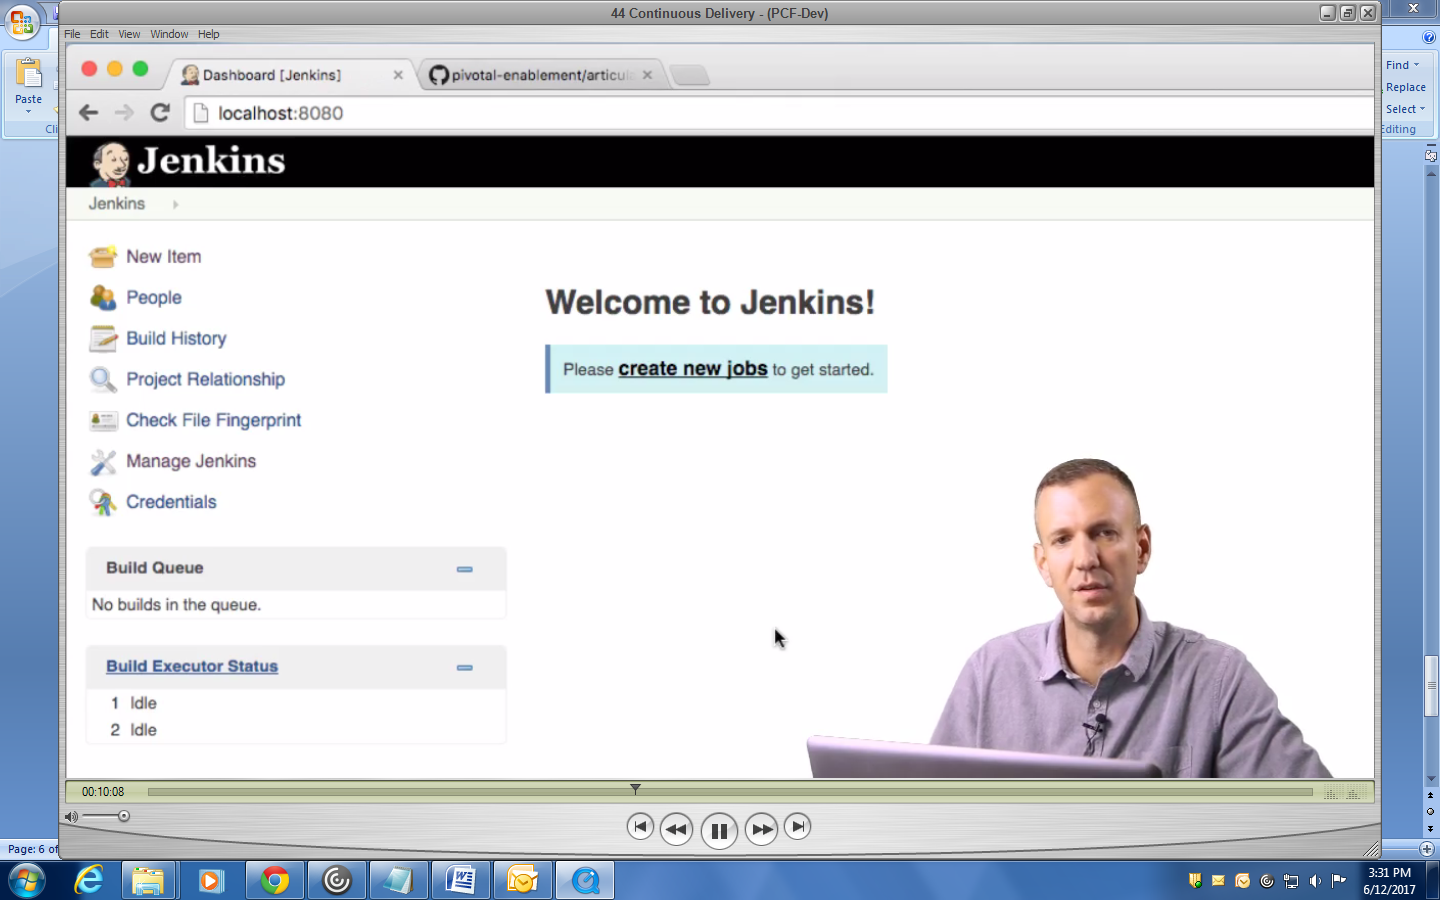 44 Continuous Delivery - (PCF-Dev)
File Edit View Window Help
Find
Paste
Replace
Select
Editing
Dashboard [Jenkins]
pivotal-enablement/articul
localhost:8080
Jenkins
Jenkins
New Item
People
Build History
Project Relationship
Check File Fingerprint
Manage Jenkins
Credentials
Welcome to Jenkins!
Please create new jobs to get started.
Build Queue
No builds in the queue.
Build Executor Status
1 Idle
2 Idle
00:10:08
Page: 6 of
3:31 PM
6/12/2017